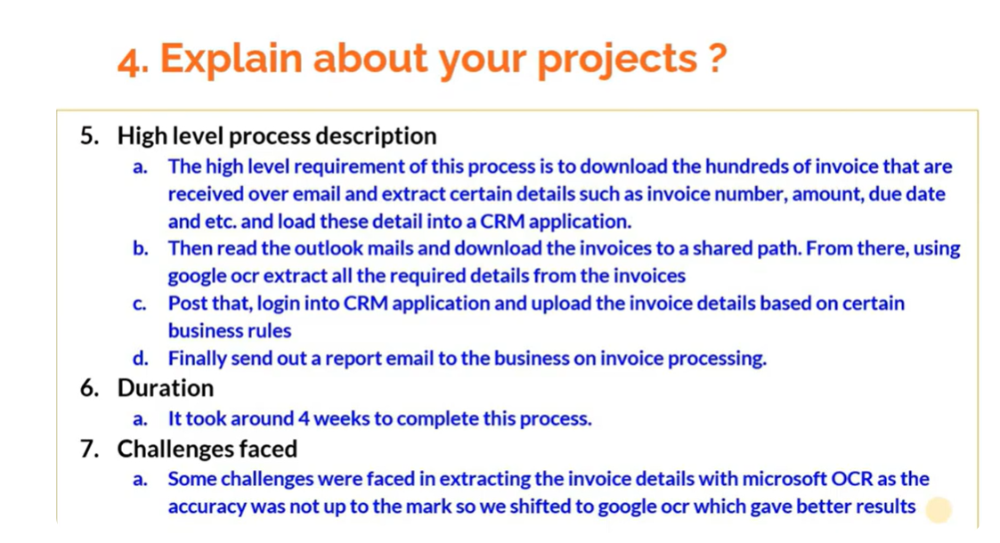 4. Explain about your projects ?
5. High level process description
a. The high level requirement of this process is to download the hundreds of invoice that are
received over email and extract certain details such as invoice number, amount, due date
and etc. and load these detail into a CRM application.
b. Then read the outlook mails and download the invoices to a shared path. From there, using
google ocr extract all the required details from the invoices
c. Post that, login into CRM application and upload the invoice details based on certain
business rules
d. Finally send out a report email to the business on invoice processing.
6. Duration
a. It took around 4 weeks to complete this process.
7. Challenges faced
a. Some challenges were faced in extracting the invoice details with microsoft OCR as the
accuracy was not up to the mark so we shifted to google ocr which gave better results